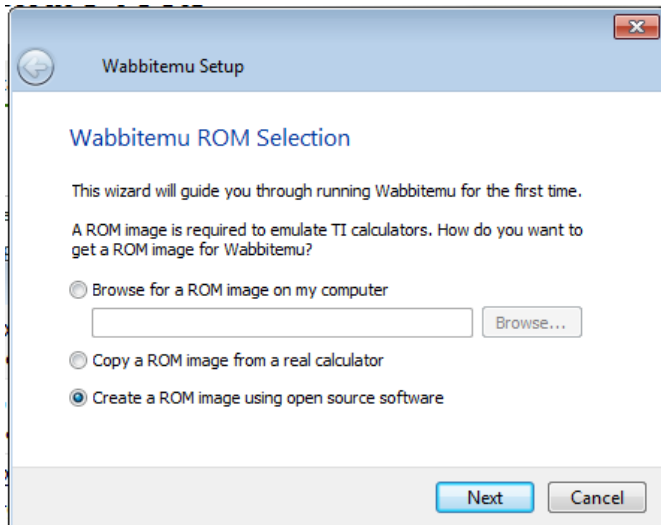 Wabbitemu Setup
Wabbitemu ROM Selection
This wizard will guide you through running Wabbitemu for the first time.
A ROM image is required to emulate TI calculators. How do you want to
get a ROM image for Wabbitemu?
Browse for a ROM image on my computer
Browse...
Copy a ROM image from a real calculator
Create a ROM image using open source software
Next Cancel